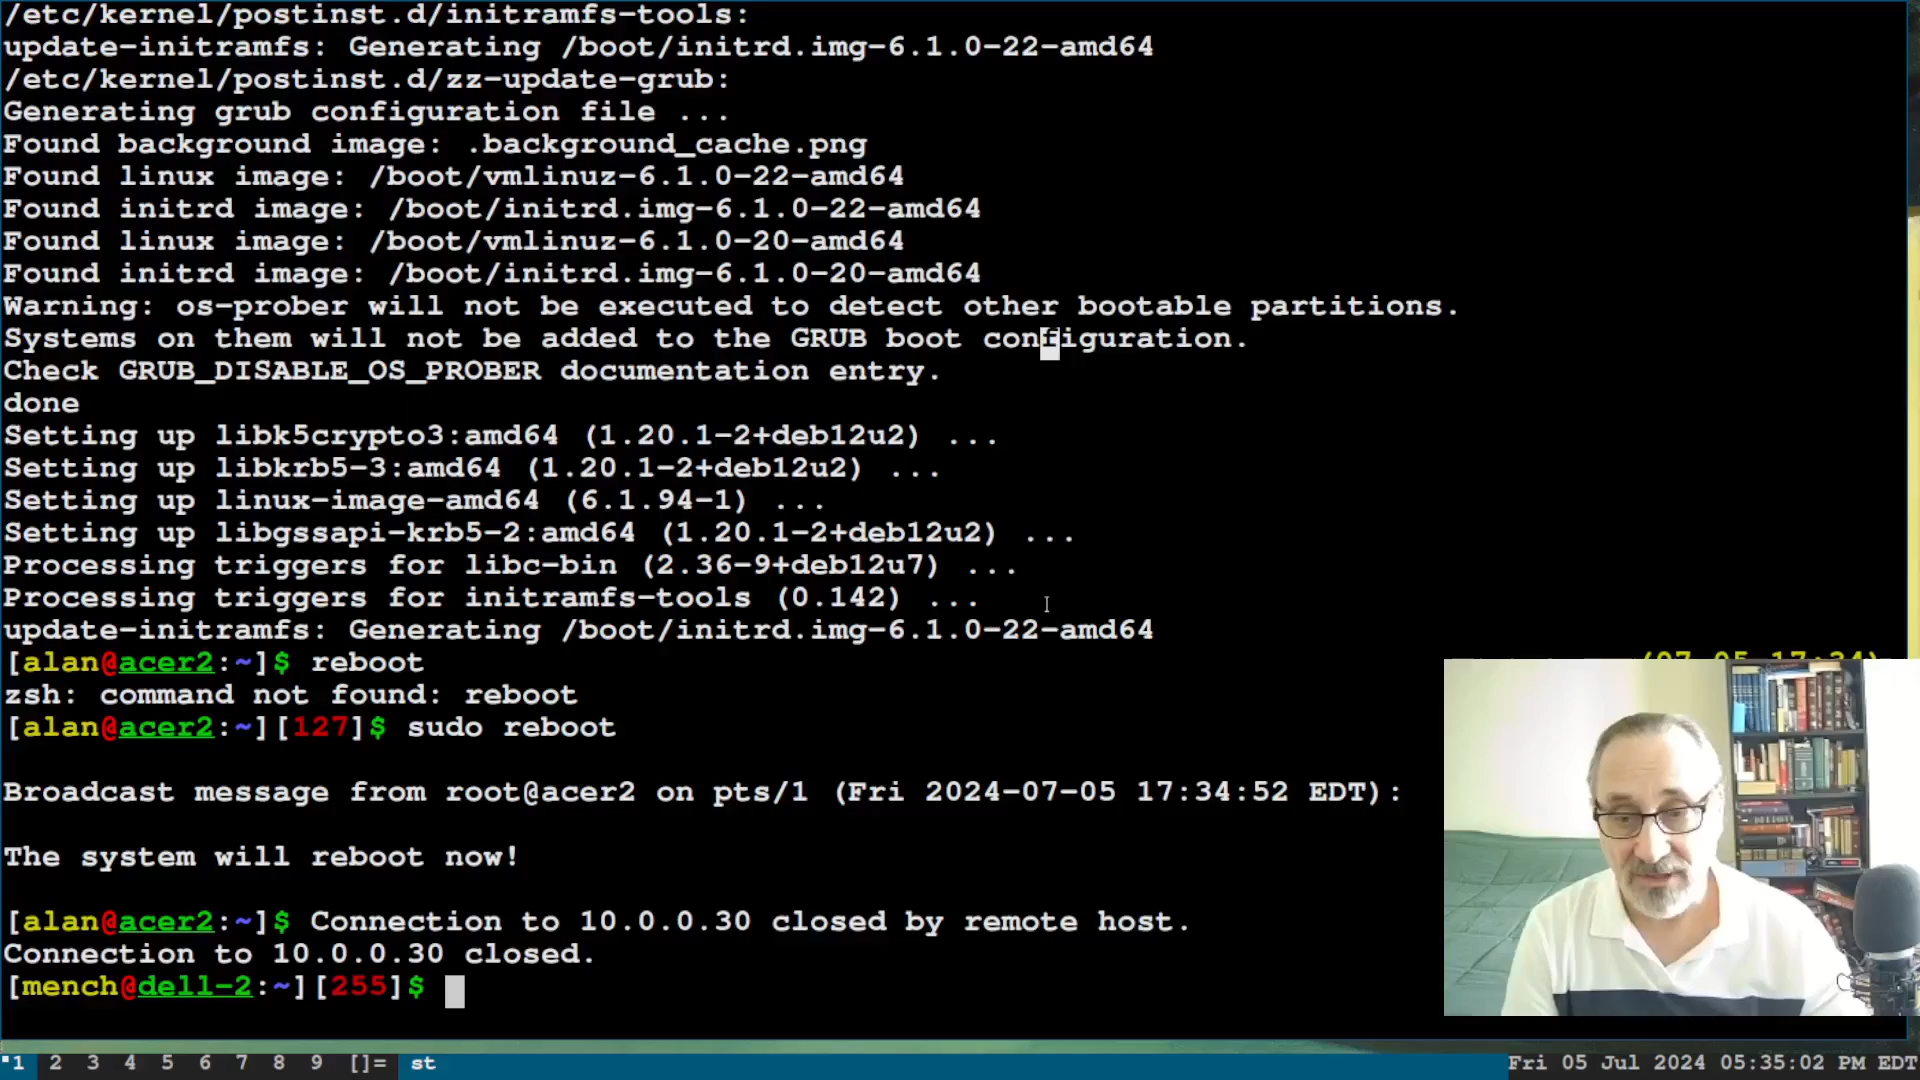 /etc/kernel/postinst.d/initramfs-tools:
update-initramfs: Generating /boot/initrd.img-6.1.0-22-amd64
/etc/kernel/postinst.d/zz-update-grub:
Generating grub configuration file ...
Found background image: .background_cache.png
Found linux image: /boot/vmlinuz-6.1.0-22-amd64
Found initrd image: /boot/initrd.img-6.1.0-22-amd64
Found linux image: /boot/vmlinuz-6.1.0-20-amd64
Found initrd image: /boot/initrd.img-6.1.0-20-amd64
Warning: os-prober will not be executed to detect other bootable partitions.
Systems on them will not be added to the GRUB boot configuration.
Check GRUB_DISABLE_OS_PROBER documentation entry.
done
Setting up libk5crypto3:amd64 (1.20.1-2+deb12u2) ...
Setting up libkrb5-3:amd64 (1.20.1-2+deb12u2) ...
Setting up linux-image-amd64 (6.1.94-1) ...
Setting up libgssapi-krb5-2:amd64 (1.20.1-2+deb12u2) ...
Processing triggers for libc-bin (2.36-9+deb12u7) ...
Processing triggers for initramfs-tools (0.142) ...
update-initramfs: Generating /boot/initrd.img-6.1.0-22-amd64
[alan@acer2:~]$ reboot (07-05 17:34)
zsh: command not found: reboot
[alan@acer2:~][127]$ sudo reboot
Broadcast message from root@acer2 on pts/1 (Fri 2024-07-05 17:34:52 EDT):
The system will reboot now!
[alan@acer2:~]$ Connection to 10.0.0.30 closed by remote host.
Connection to 10.0.0.30 closed.
[mench@dell-2:~][255]$
1 2 3 4 5 6 7 8 9 []= st Fri 05 Jul 2024 05:35:02 PM EDT